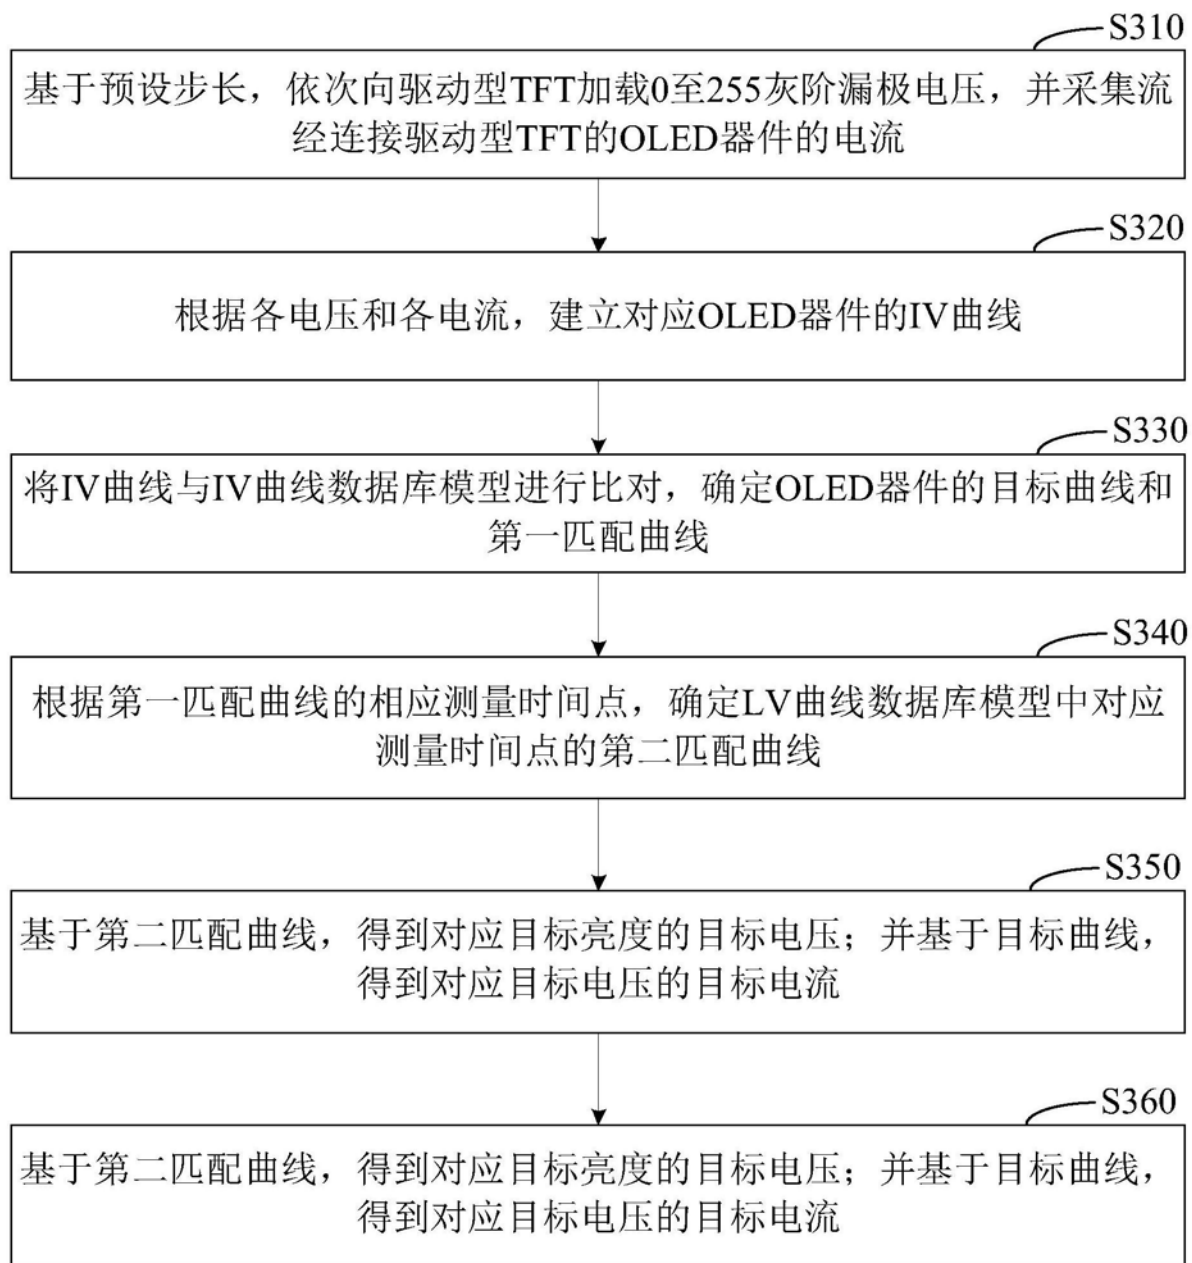 S310
基于预设步长，依次向驱动型TFT加载0至255灰阶漏极电压，并采集流
经连接驱动型TFT的OLED器件的电流
S320
根据各电压和各电流，建立对应OLED器件的IV曲线
S330
将IV曲线与IV曲线数据库模型进行比对，确定OLED器件的目标曲线和
第一匹配曲线
S340
根据第一匹配曲线的相应测量时间点，确定LV曲线数据库模型中对应
测量时间点的第二匹配曲线
S350
基于第二匹配曲线，得到对应目标亮度的目标电压；并基于目标曲线，
得到对应目标电压的目标电流
S360
基于第二匹配曲线，得到对应目标亮度的目标电压；并基于目标曲线，
得到对应目标电压的目标电流